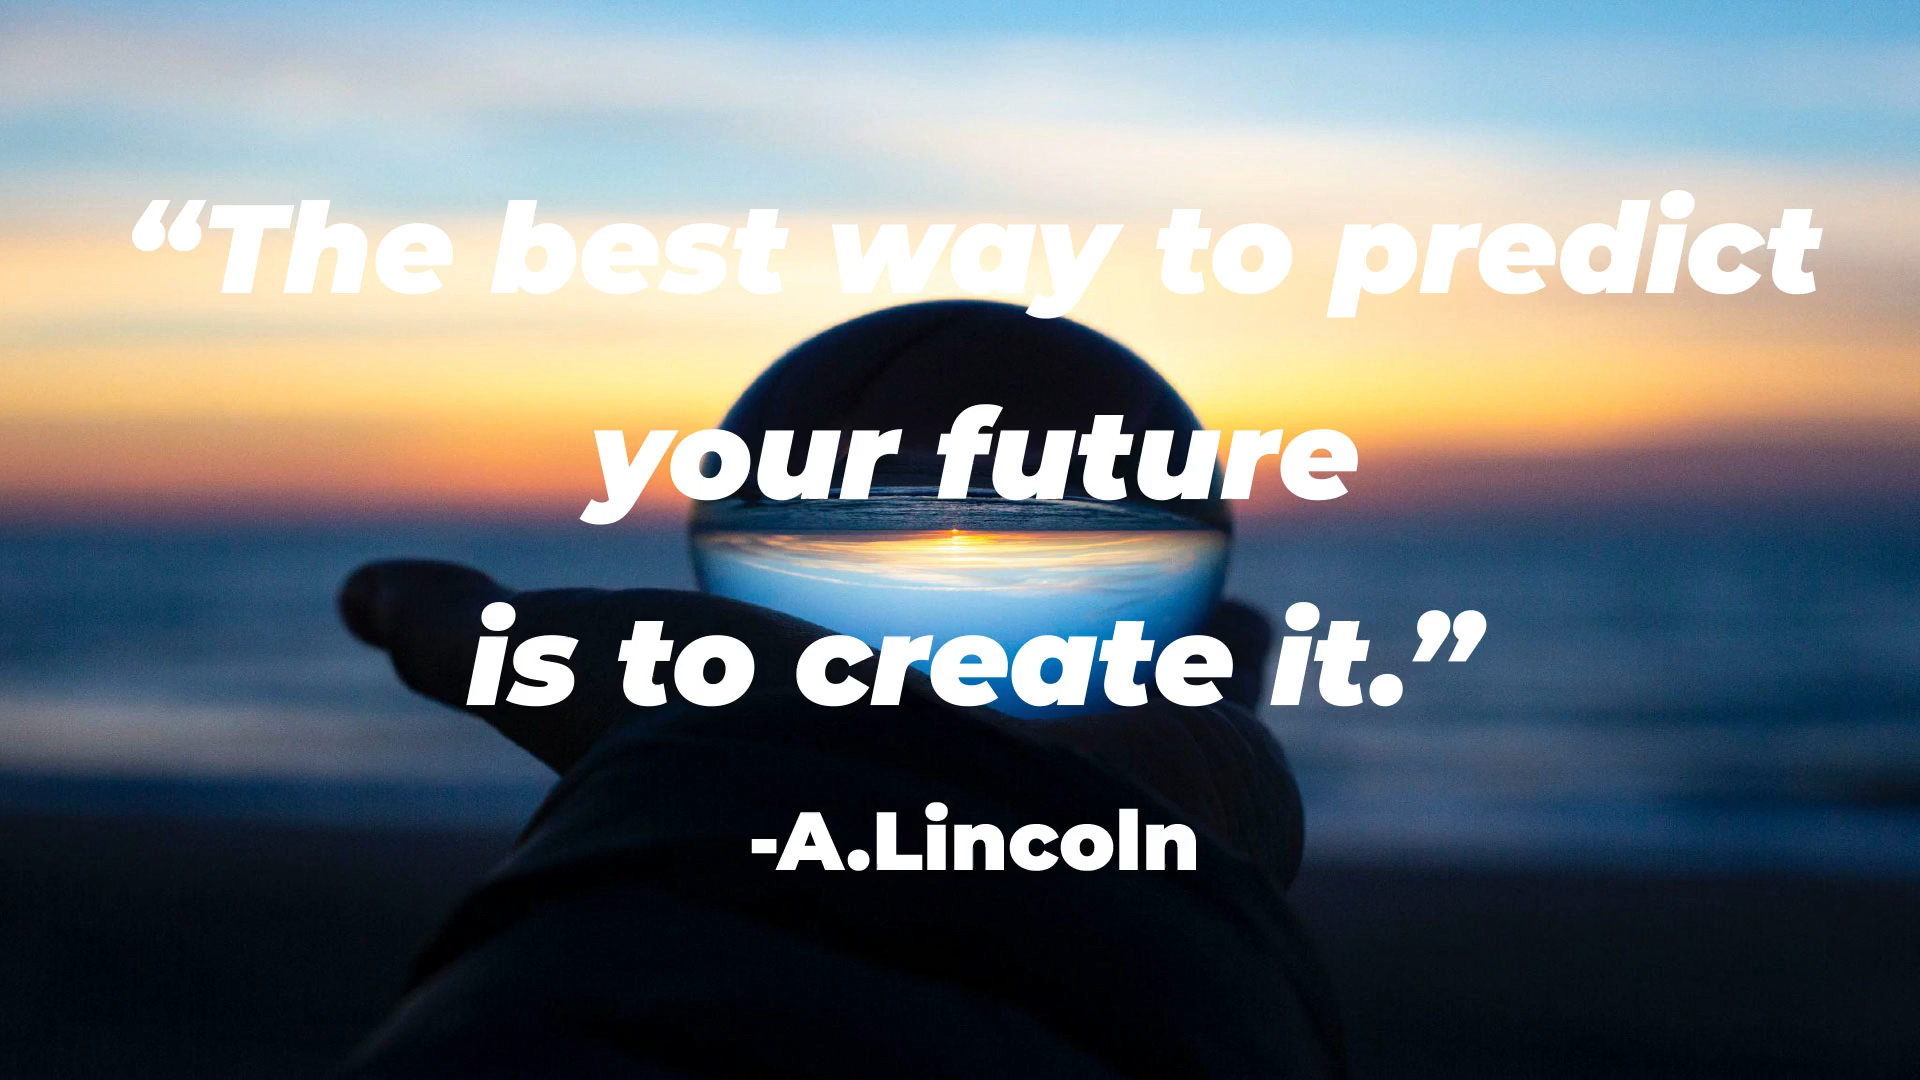 “The best way to predict
your future
is to create it.”
-A.Lincoln